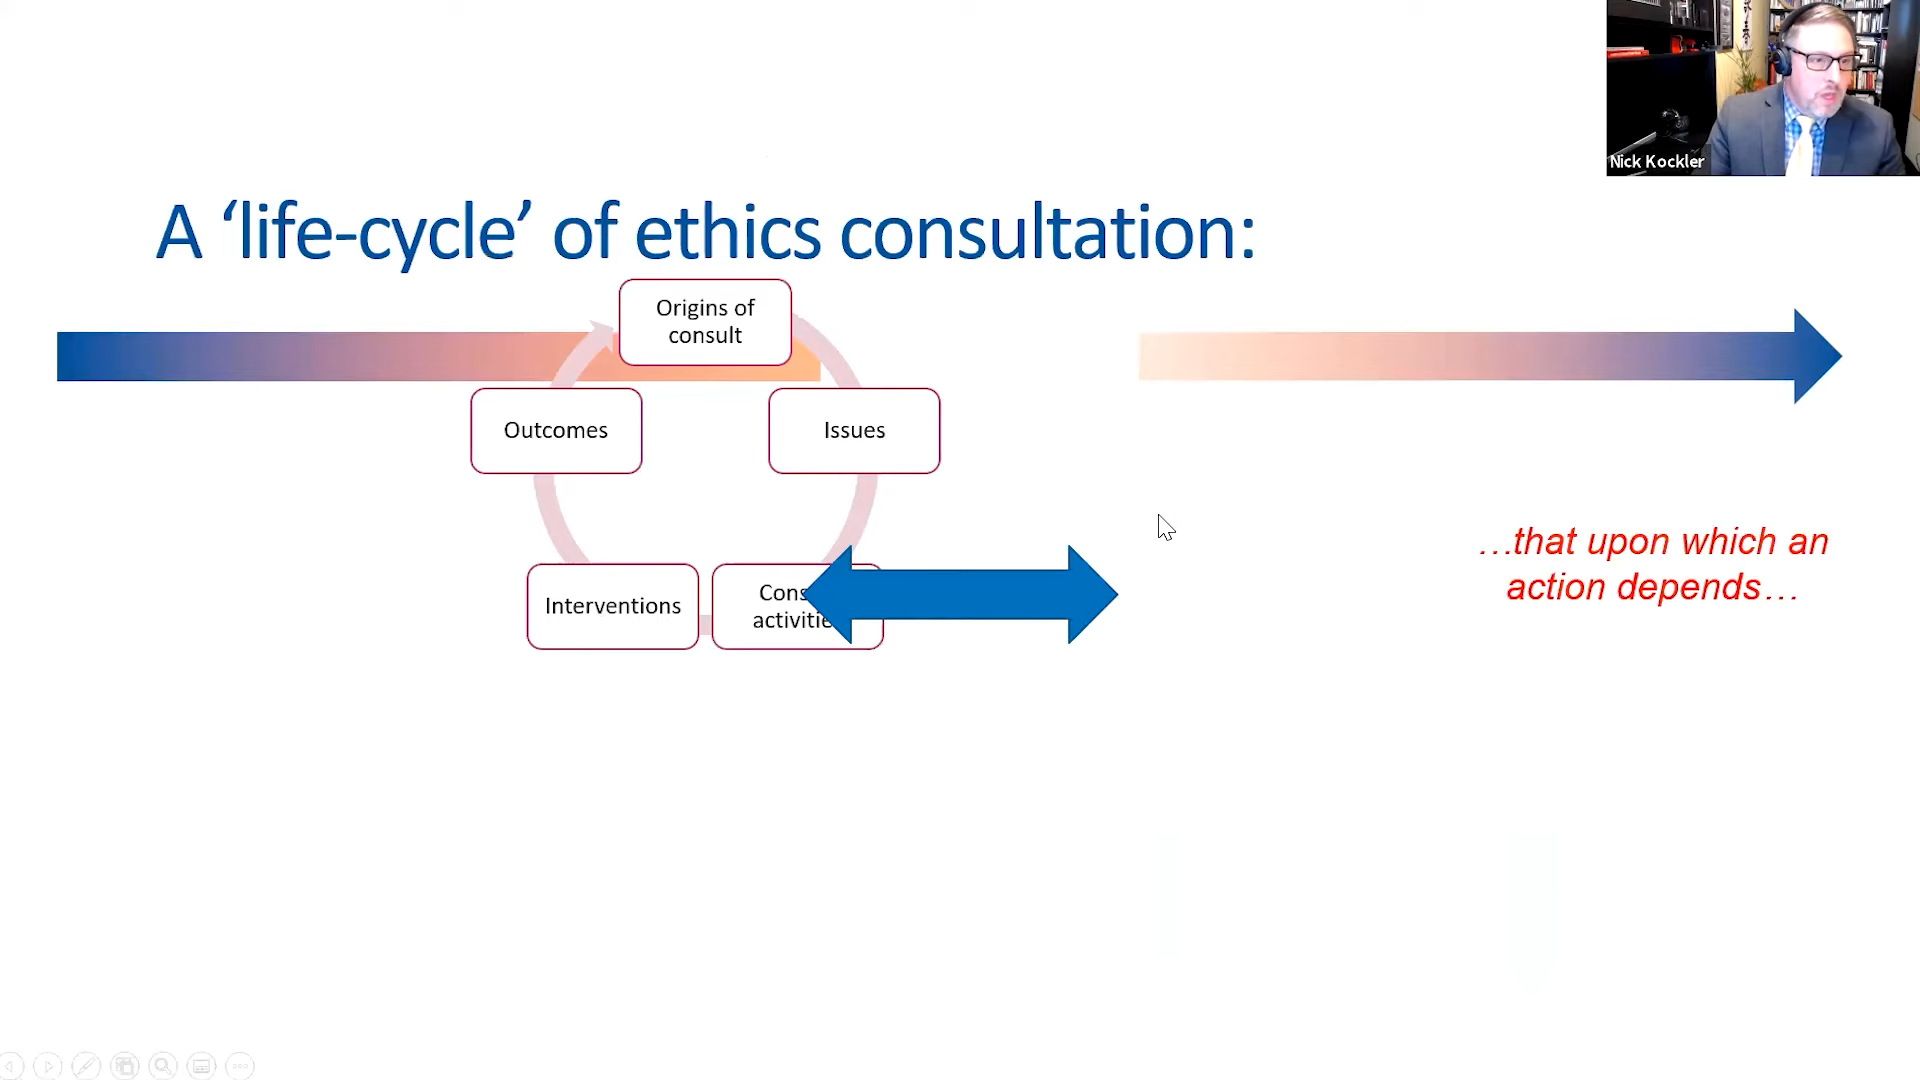 Nick Kockler
A ‘life-cycle’ of ethics consultation:
Origins of
consult
Outcomes
Issues
…that upon which an
action depends…
Interventions
Cons
activitie